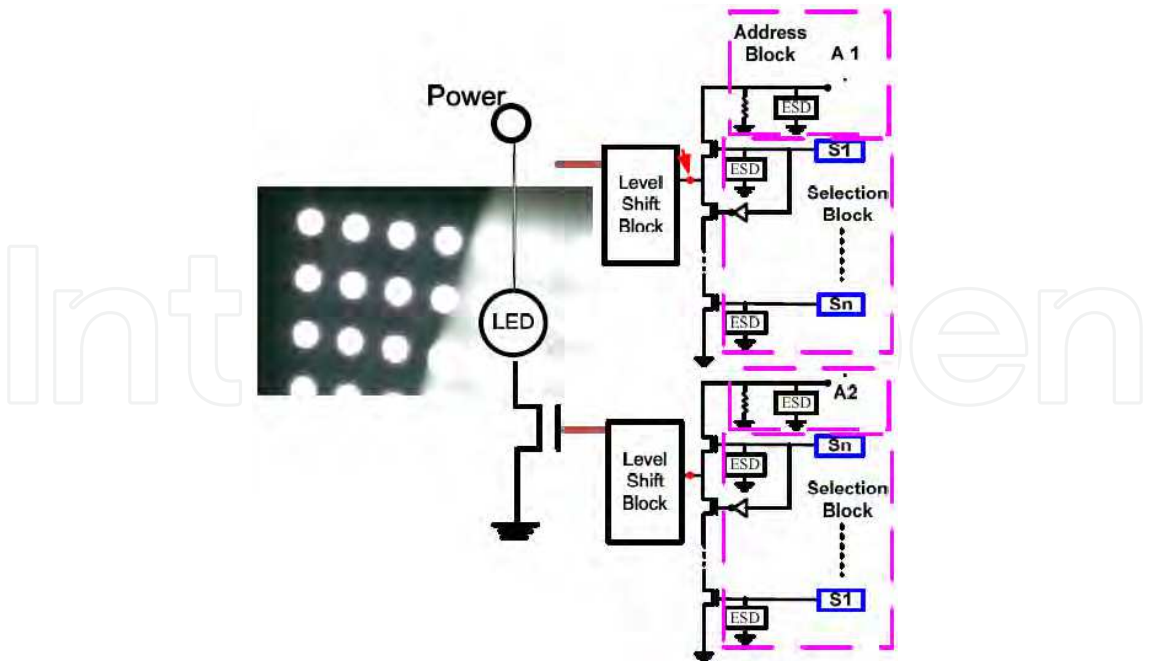 Address
Block
A 1
Power
ESD
S1
ESD
Level
Shift
Block
Selection
Block
Sn
ESD
LED
A2
ESD
Sn
ESD
Level
Shift
Block
Selection
Block
S1
ESD